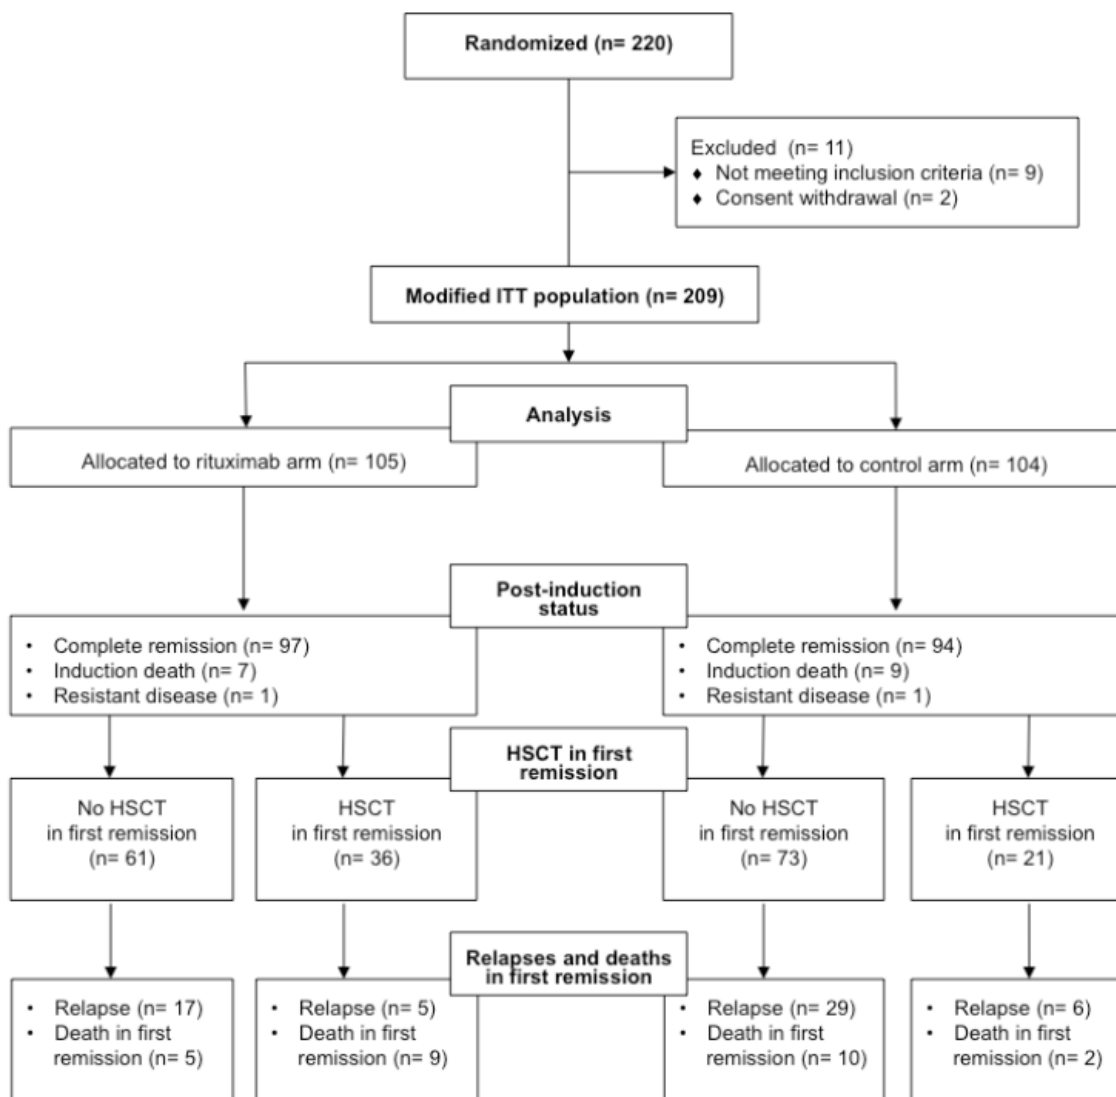 Randomized (n= 220)
Excluded  (n= 11)
♦ Not meeting inclusion criteria (n= 9)
♦ Consent withdrawal (n= 2)
Modified ITT population (n= 209)
Analysis
Allocated to rituximab arm (n= 105)
Allocated to control arm (n= 104)
Post-induction
status
• Complete remission (n= 97)
• Induction death (n= 7)
• Resistant disease (n= 1)
• Complete remission (n= 94)
• Induction death (n= 9)
• Resistant disease (n= 1)
HSCT in first
remission
No HSCT
in first remission
(n= 61)
HSCT
in first remission
(n= 36)
No HSCT
in first remission
(n= 73)
HSCT
in first remission
(n= 21)
Relapses and deaths
in first remission
• Relapse (n= 17)
• Death in first
remission (n= 5)
• Relapse (n= 5)
• Death in first
remission (n= 9)
• Relapse (n= 29)
• Death in first
remission (n= 10)
• Relapse (n= 6)
• Death in first
remission (n= 2)